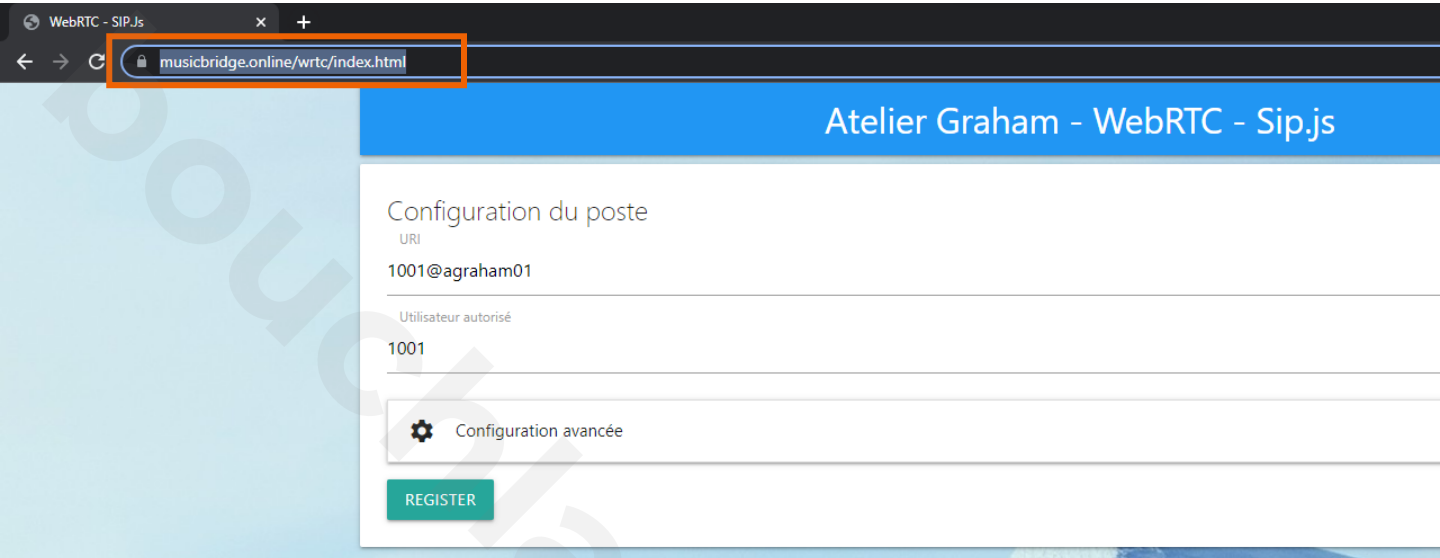 WebRTC - SIP.Js
musicbridge.online/wrtc/index.html
Atelier Graham - WebRTC - Sip.js
Configuration du poste
URI
1001@agraham01
Utilisateur autorisé
1001
Configuration avancée
REGISTER